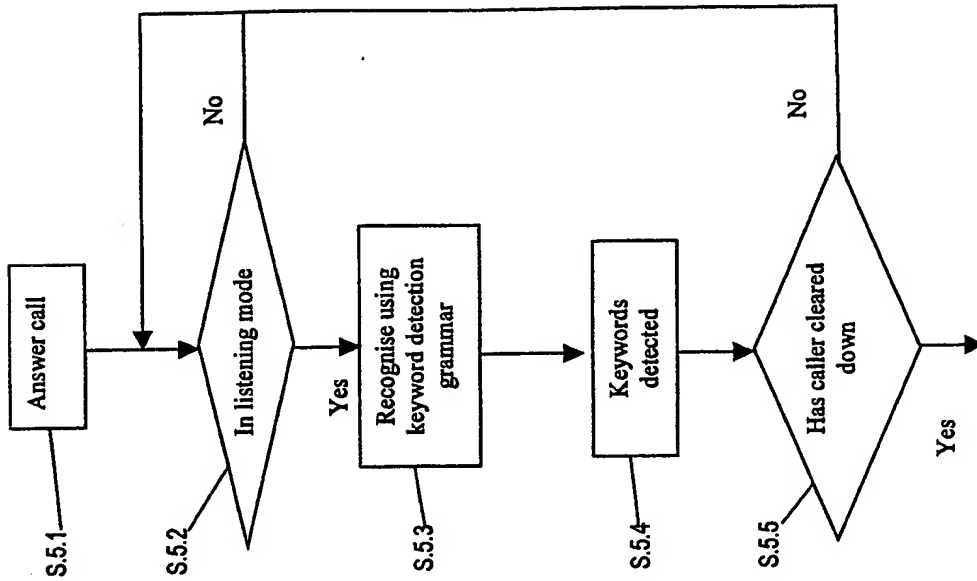 S.5.1
Answer call
S.5.2
In listening mode
No
Yes
S.5.3
Recognise using
keyword detection
grammar
S.5.4
Keywords
detected
S.5.5
Has caller cleared
down
No
Yes